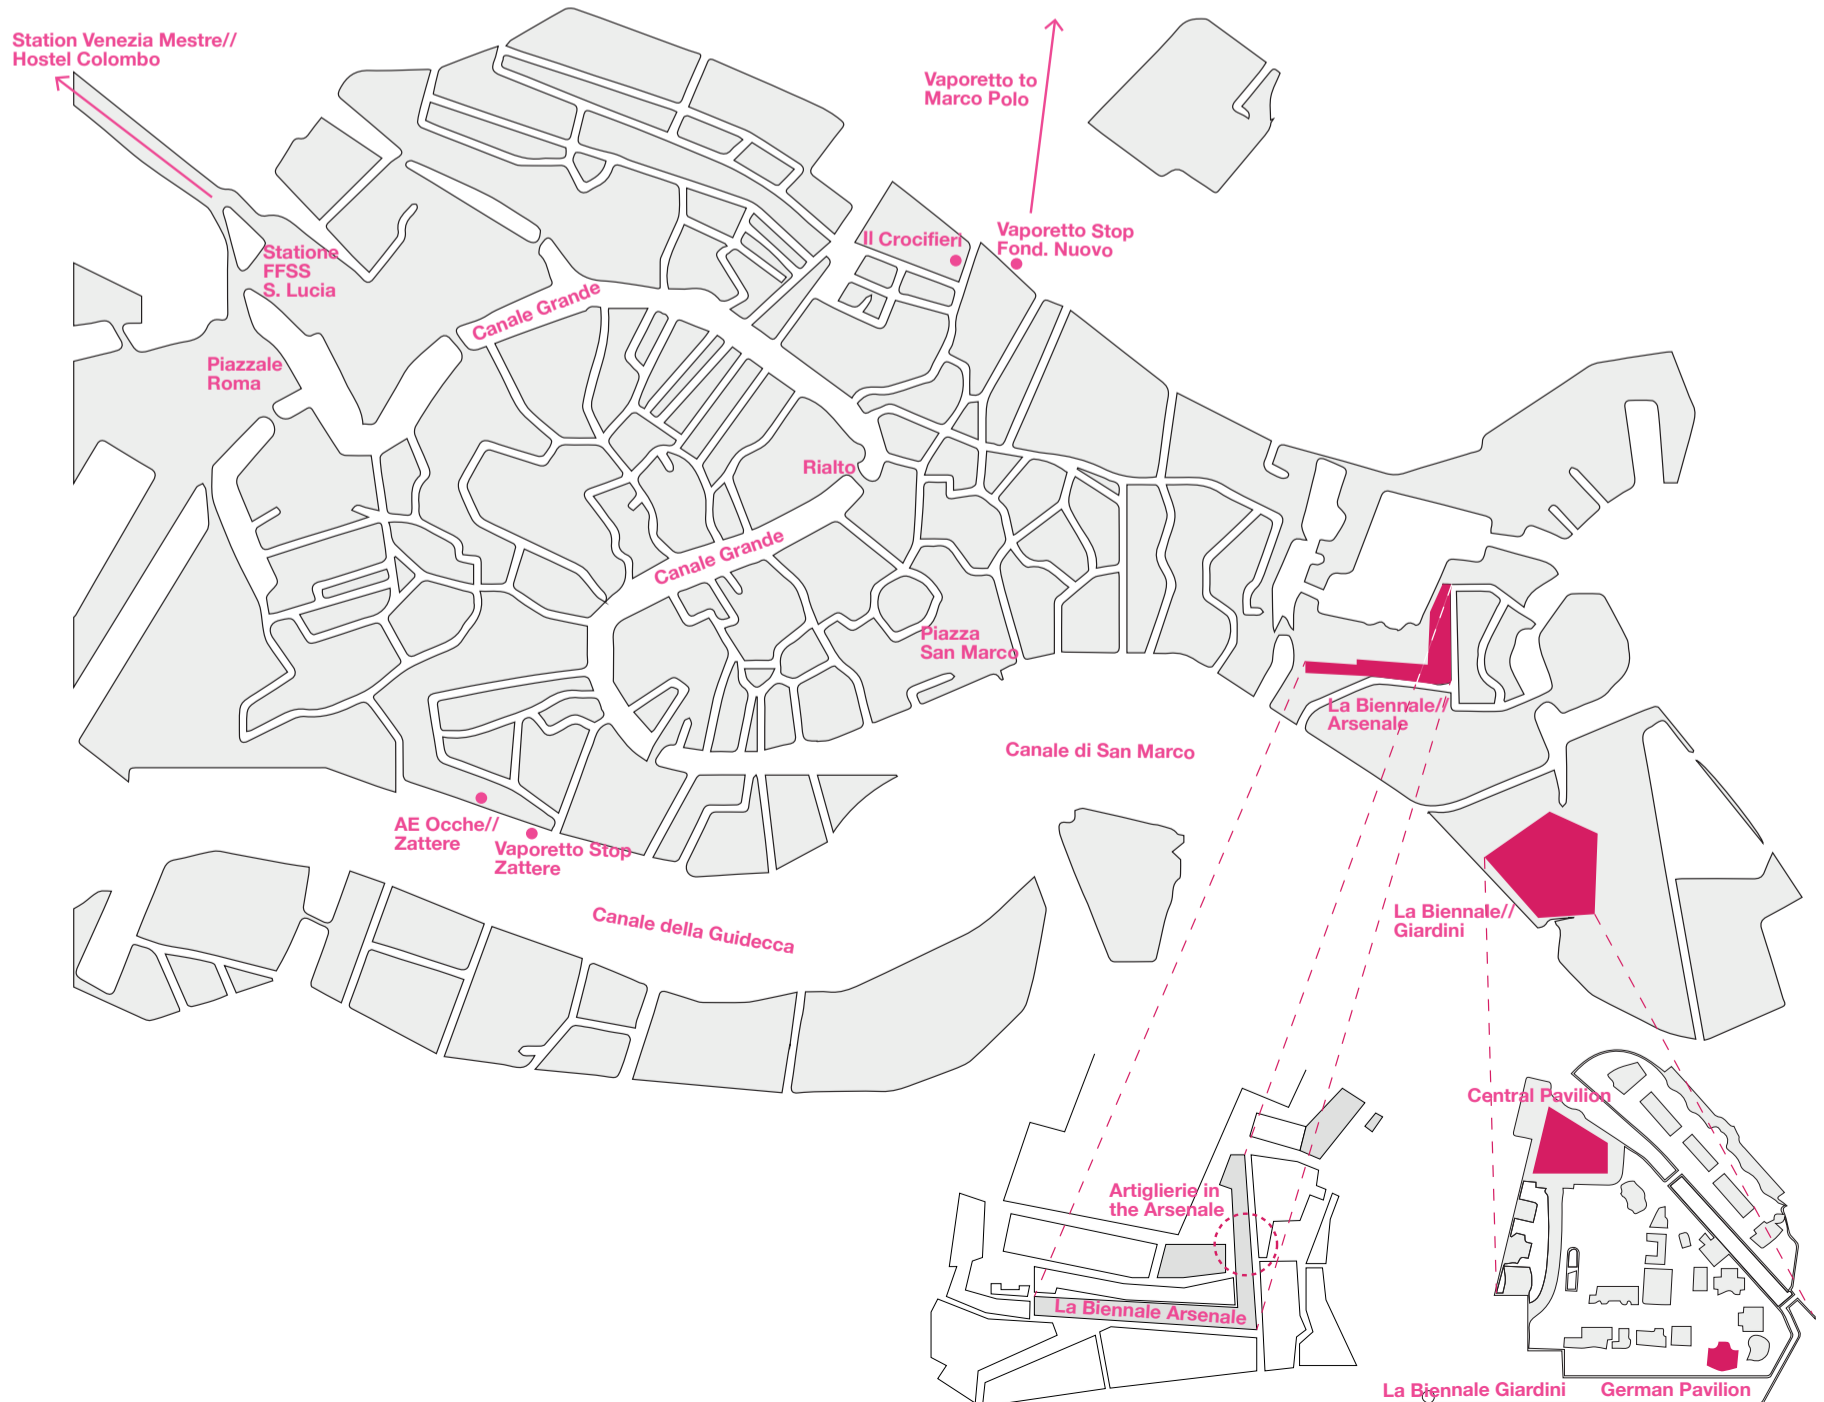 Station Venezia Mestre//
Hostel Colombo
Vaporetto to
Marco Polo
Il Crocifieri
Vaporetto Stop
Fond. Nuovo
Statione
FFSS
S. Lucia
Canale Grande
Piazzale
Roma
Rialto
Canale Grande
Piazza
San Marco
La Biennale//
Arsenale
Canale di San Marco
AE Ocche//
Zattere
Vaporetto Stop
Zattere
La Biennale//
Giardini
Canale della Guidecca
Central Pavilion
Artiglierie in
the Arsenale
La Biennale Arsenale
La Biennale Giardini
German Pavilion